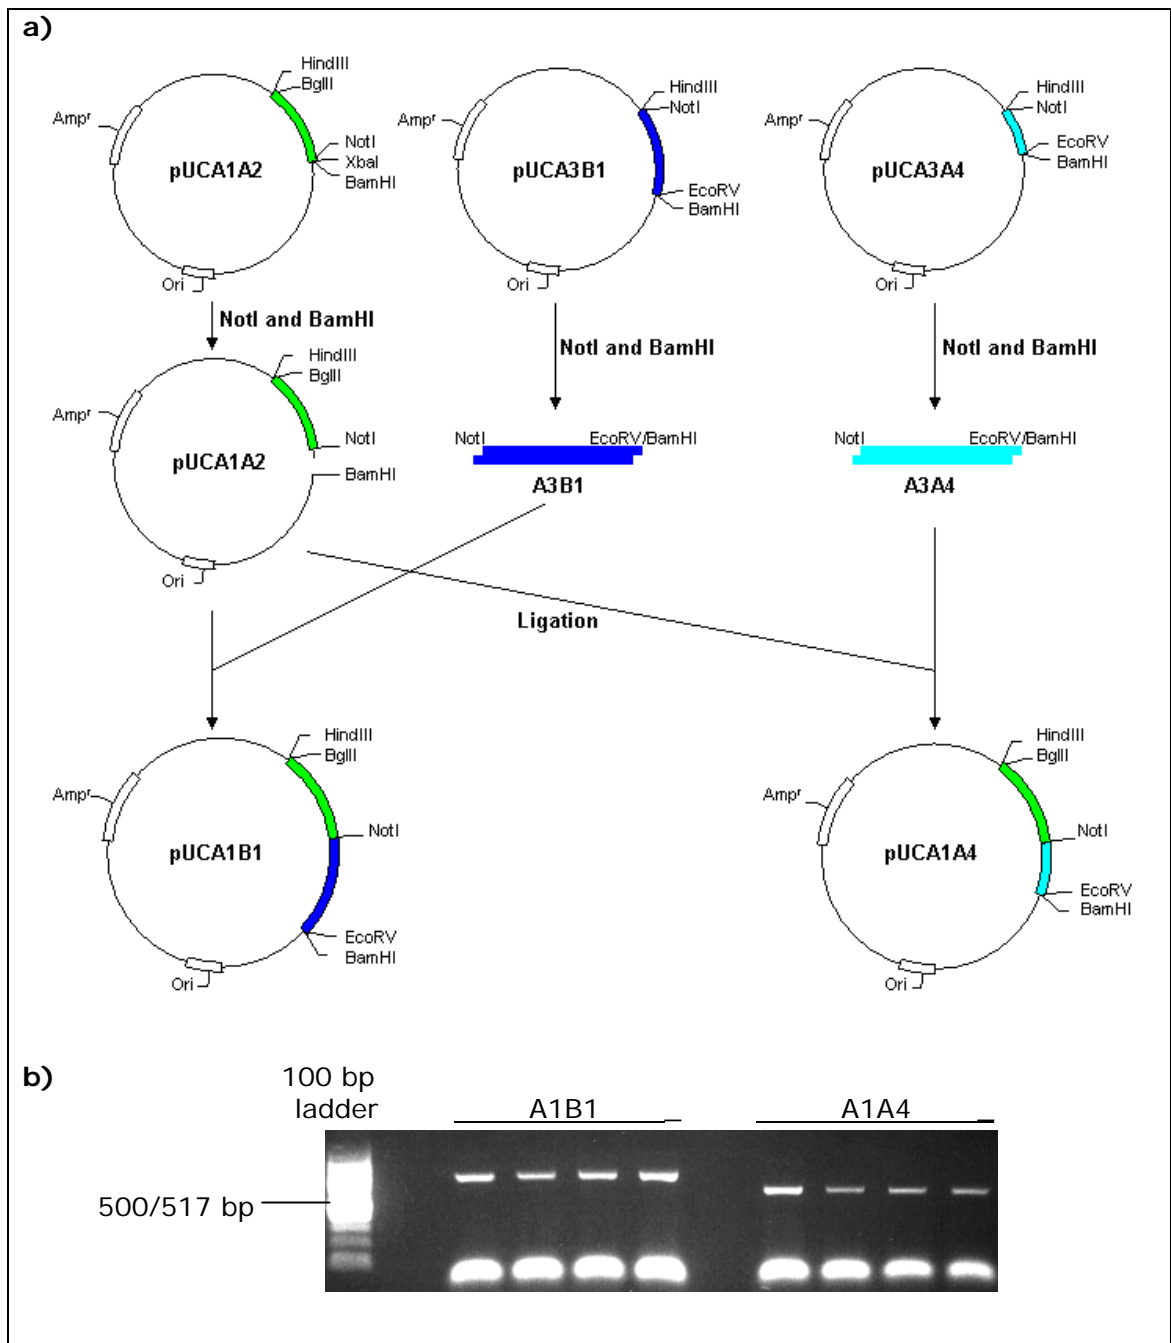 a)
HindIII
BglII
Ampʳ
NotI
XbaI
BamHI
pUCA1A2
Ori
HindIII
NotI
Ampʳ
pUCA3B1
EcoRV
BamHI
Ori
HindIII
NotI
Ampʳ
EcoRV
BamHI
pUCA3A4
Ori
NotI and BamHI
NotI and BamHI
NotI and BamHI
HindIII
BglII
Ampʳ
NotI
pUCA1A2
BamHI
Ori
NotI EcoRV/BamHI
A3B1
NotI EcoRV/BamHI
A3A4
Ligation
HindIII
BglII
Ampʳ
NotI
pUCA1B1
EcoRV
BamHI
Ori
HindIII
BglII
Ampʳ
NotI
pUCA1A4
EcoRV
BamHI
Ori
b)
100 bp
ladder
A1B1
A1A4
500/517 bp